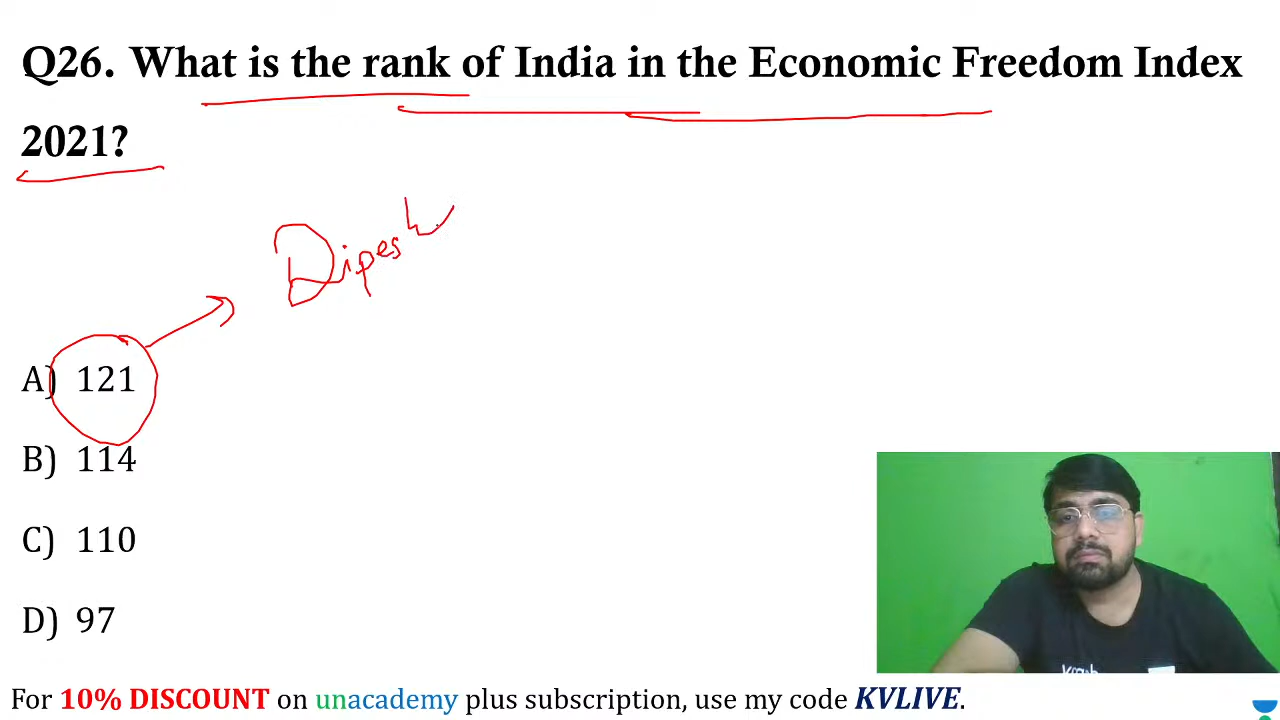 Q26. What is the rank of India in the Economic Freedom Index
2021?
Dipesh
A) 121
B) 114
C) 110
D) 97
For 10% DISCOUNT on unacademy plus subscription, use my code KVLIVE.